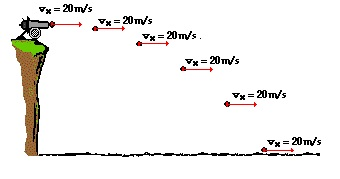 vx = 20 m/s
vx = 20 m/s
vx = 20 m/s .
vx = 20 m/s
vx = 20 m/s
vx = 20 m/s